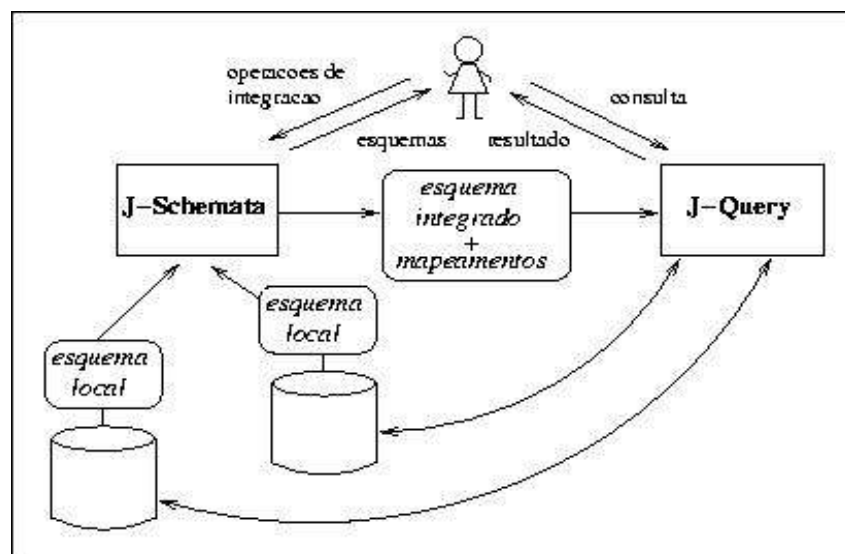 operacoes de
integracao
consulta
esquemas
resultado
J-Schemata
esquema
integrado
+
mapeamentos
J-Query
esquema
local
esquema
local